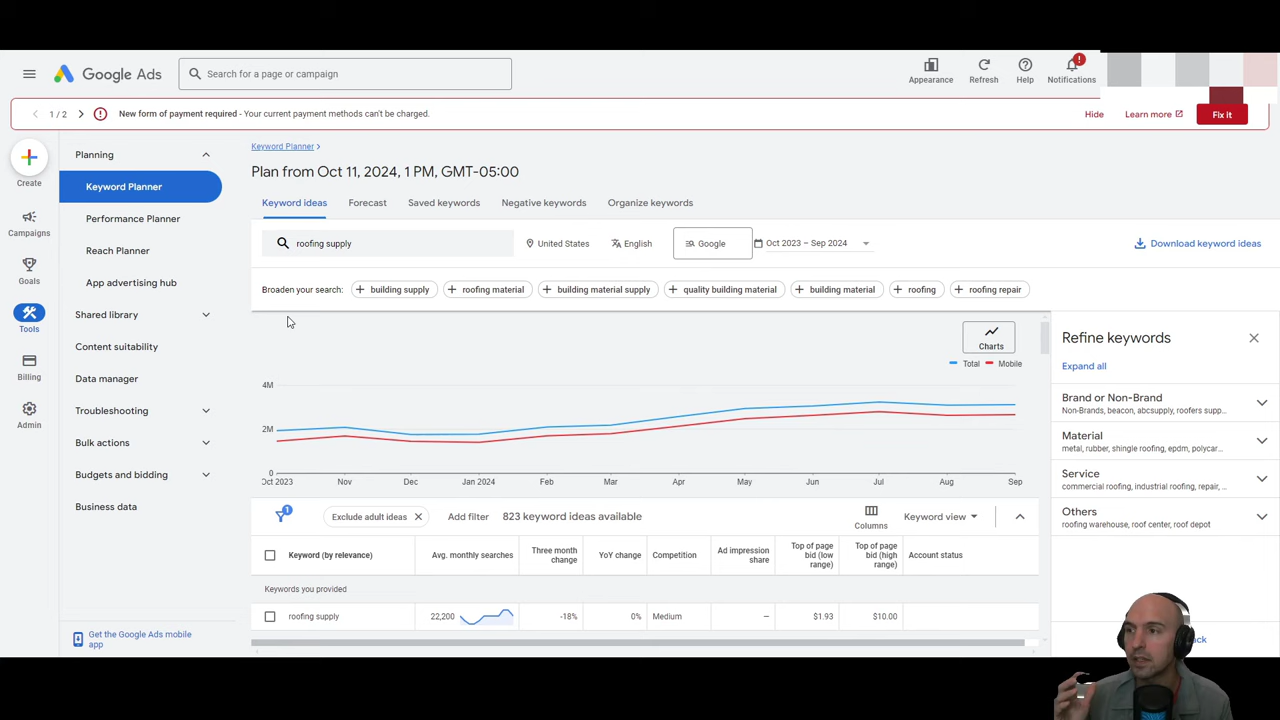 Google Ads
Search for a page or campaign
Appearance
Refresh
Help
Notifications
1 / 2
New form of payment required - Your current payment methods can't be charged.
Hide
Learn more
Fix it
Create
Campaigns
Goals
Tools
Billing
Admin
Planning
Keyword Planner
Performance Planner
Reach Planner
App advertising hub
Shared library
Content suitability
Data manager
Troubleshooting
Bulk actions
Budgets and bidding
Business data
Get the Google Ads mobile
app
Keyword Planner
Plan from Oct 11, 2024, 1 PM, GMT-05:00
Keyword ideas
Forecast
Saved keywords
Negative keywords
Organize keywords
roofing supply
United States
English
Google
Oct 2023 – Sep 2024
Download keyword ideas
Broaden your search:
building supply
roofing material
building material supply
quality building material
building material
roofing
roofing repair
Charts
Total
Mobile
4M
2M
0
Oct 2023
Nov
Dec
Jan 2024
Feb
Mar
Apr
May
Jun
Jul
Aug
Sep
1
Exclude adult ideas
Add filter
823 keyword ideas available
Columns
Keyword view
Keyword (by relevance)
Avg. monthly searches
Three month
change
YoY change
Competition
Ad impression
share
Top of page
bid (low
range)
Top of page
bid (high
range)
Account status
Keywords you provided
roofing supply
22,200
-18%
0%
Medium
–
$1.93
$10.00
Refine keywords
Expand all
Brand or Non-Brand
Non-Brands, beacon, abcsupply, roofers supp...
Material
metal, rubber, shingle roofing, epdm, polycar...
Service
commercial roofing, industrial roofing, repair, ...
Others
roofing warehouse, roof center, roof depot